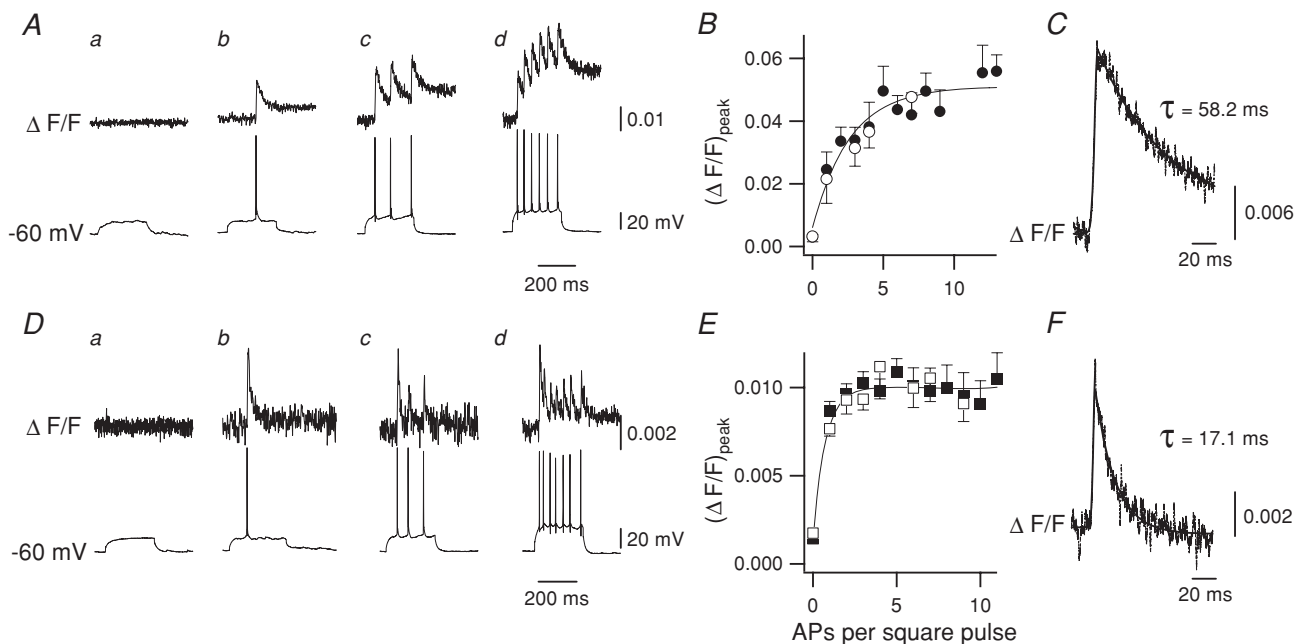 A
a
b
c
d
Δ F/F
0.01
-60 mV
20 mV
200 ms
B
(Δ F/F)peak
0.06
0.04
0.02
0.00
0
5
10
C
τ = 58.2 ms
Δ F/F
0.006
20 ms
D
a
b
c
d
Δ F/F
0.002
-60 mV
20 mV
200 ms
E
(Δ F/F)peak
0.010
0.005
0.000
0
5
10
APs per square pulse
F
τ = 17.1 ms
Δ F/F
0.002
20 ms